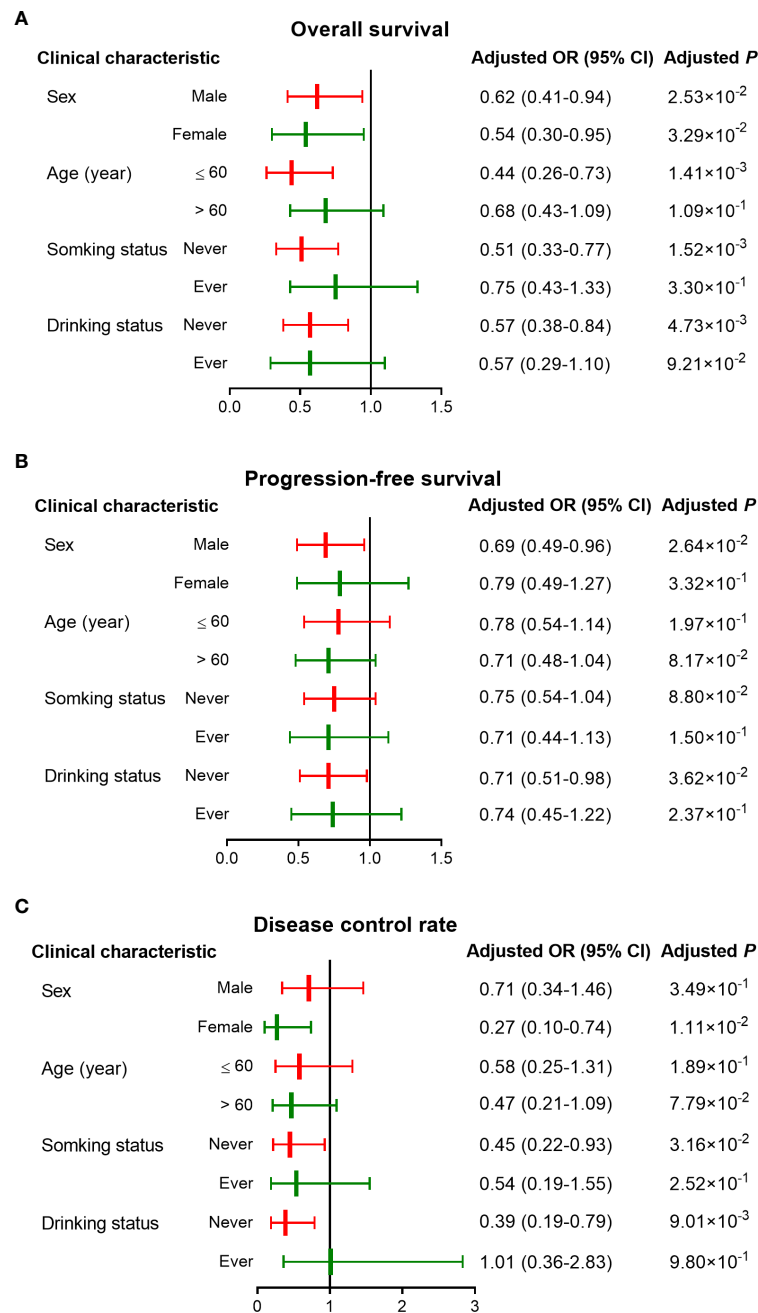 A
Overall survival
Clinical characteristic Adjusted OR (95% CI) Adjusted P
Sex Male 0.62 (0.41-0.94) 2.53×10⁻²
Female 0.54 (0.30-0.95) 3.29×10⁻²
Age (year) ≤ 60 0.44 (0.26-0.73) 1.41×10⁻³
> 60 0.68 (0.43-1.09) 1.09×10⁻¹
Somking status Never 0.51 (0.33-0.77) 1.52×10⁻³
Ever 0.75 (0.43-1.33) 3.30×10⁻¹
Drinking status Never 0.57 (0.38-0.84) 4.73×10⁻³
Ever 0.57 (0.29-1.10) 9.21×10⁻²
0.0 0.5 1.0 1.5
B
Progression-free survival
Clinical characteristic Adjusted OR (95% CI) Adjusted P
Sex Male 0.69 (0.49-0.96) 2.64×10⁻²
Female 0.79 (0.49-1.27) 3.32×10⁻¹
Age (year) ≤ 60 0.78 (0.54-1.14) 1.97×10⁻¹
> 60 0.71 (0.48-1.04) 8.17×10⁻²
Somking status Never 0.75 (0.54-1.04) 8.80×10⁻²
Ever 0.71 (0.44-1.13) 1.50×10⁻¹
Drinking status Never 0.71 (0.51-0.98) 3.62×10⁻²
Ever 0.74 (0.45-1.22) 2.37×10⁻¹
0.0 0.5 1.0 1.5
C
Disease control rate
Clinical characteristic Adjusted OR (95% CI) Adjusted P
Sex Male 0.71 (0.34-1.46) 3.49×10⁻¹
Female 0.27 (0.10-0.74) 1.11×10⁻²
Age (year) ≤ 60 0.58 (0.25-1.31) 1.89×10⁻¹
> 60 0.47 (0.21-1.09) 7.79×10⁻²
Somking status Never 0.45 (0.22-0.93) 3.16×10⁻²
Ever 0.54 (0.19-1.55) 2.52×10⁻¹
Drinking status Never 0.39 (0.19-0.79) 9.01×10⁻³
Ever 1.01 (0.36-2.83) 9.80×10⁻¹
0 1 2 3